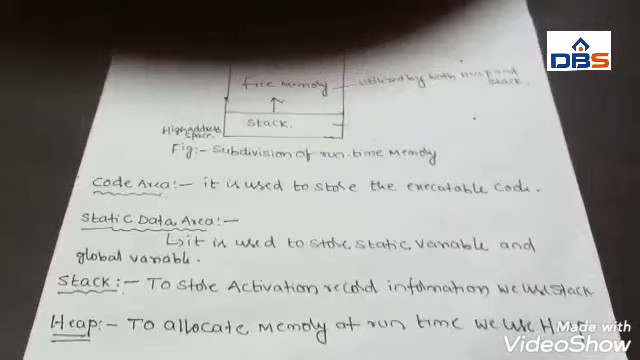 DBS
free Memory
utilized by both heap and
stack.
Stack.
High address
space.
Fig:- Subdivision of run-time memory
Code Area:- it is used to store the executable code.
Static Data Area:-
it is used to store static variable and
global variable.
Stack:- To store Activation record information we use Stack
Heap:- To allocate Memory at run time we use Heap
Made with
VideoShow